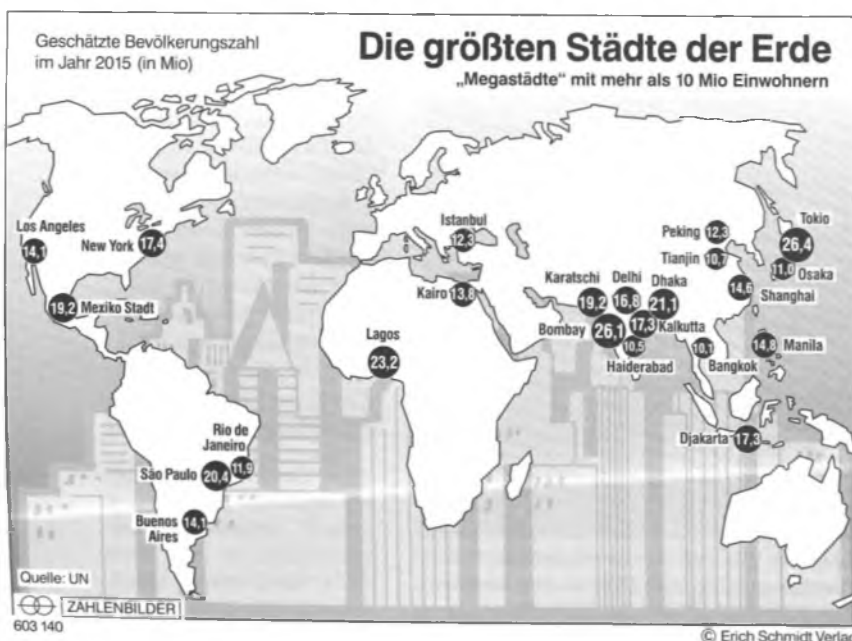 Geschätzte Bevölkerungszahl
im Jahr 2015 (in Mio)
Die größten Städte der Erde
„Megastädte“ mit mehr als 10 Mio Einwohnern
Los Angeles
14,1
New York
17,4
19,2
Mexiko Stadt
Istanbul
12,3
Kairo
13,8
Lagos
23,2
Karatschi
19,2
Delhi
16,8
Dhaka
21,1
Bombay
26,1
17,3
Kalkutta
10,5
Haiderabad
Peking
12,3
Tianjin
10,7
Tokio
26,4
11,0
Osaka
14,6
Shanghai
10,1
Bangkok
14,8
Manila
Djakarta
17,3
Rio de
Janeiro
11,9
São Paulo
20,4
Buenos
Aires
14,1
Quelle: UN
ZAHLENBILDER
603 140
© Erich Schmidt Verlag